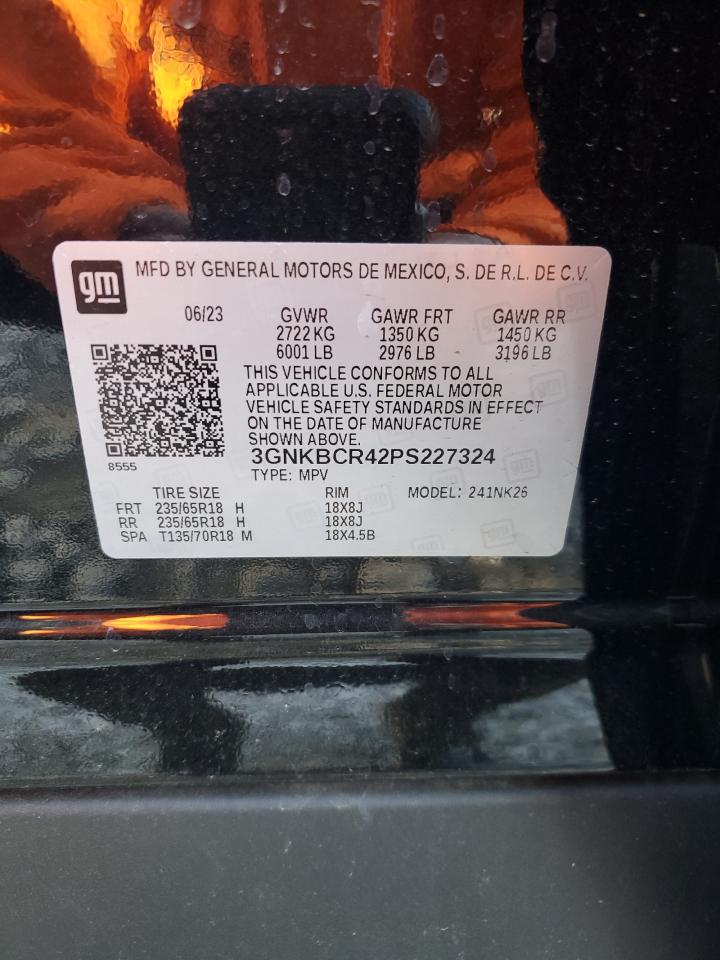 gm
MFD BY GENERAL MOTORS DE MEXICO, S. DE R.L. DE C.V.
06/23 GVWR GAWR FRT GAWR RR
2722 KG 1350 KG 1450 KG
6001 LB 2976 LB 3196 LB
THIS VEHICLE CONFORMS TO ALL
APPLICABLE U.S. FEDERAL MOTOR
VEHICLE SAFETY STANDARDS IN EFFECT
ON THE DATE OF MANUFACTURE
SHOWN ABOVE.
3GNKBCR42PS227324
8555
TYPE: MPV
TIRE SIZE RIM MODEL: 241NK26
FRT 235/65R18 H 18X8J
RR 235/65R18 H 18X8J
SPA T135/70R18 M 18X4.5B